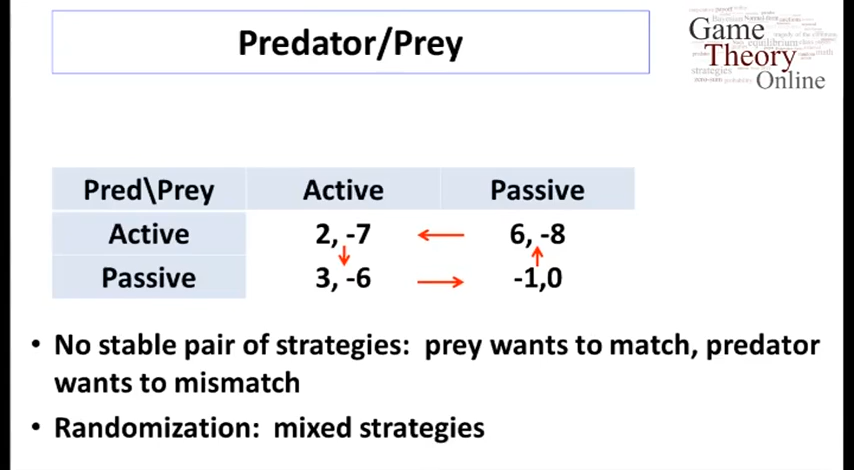 Predator/Prey
Game
Theory
Online
Pred\Prey Active Passive
Active 2, -7 6, -8
Passive 3, -6 -1,0
• No stable pair of strategies: prey wants to match, predator
wants to mismatch
• Randomization: mixed strategies